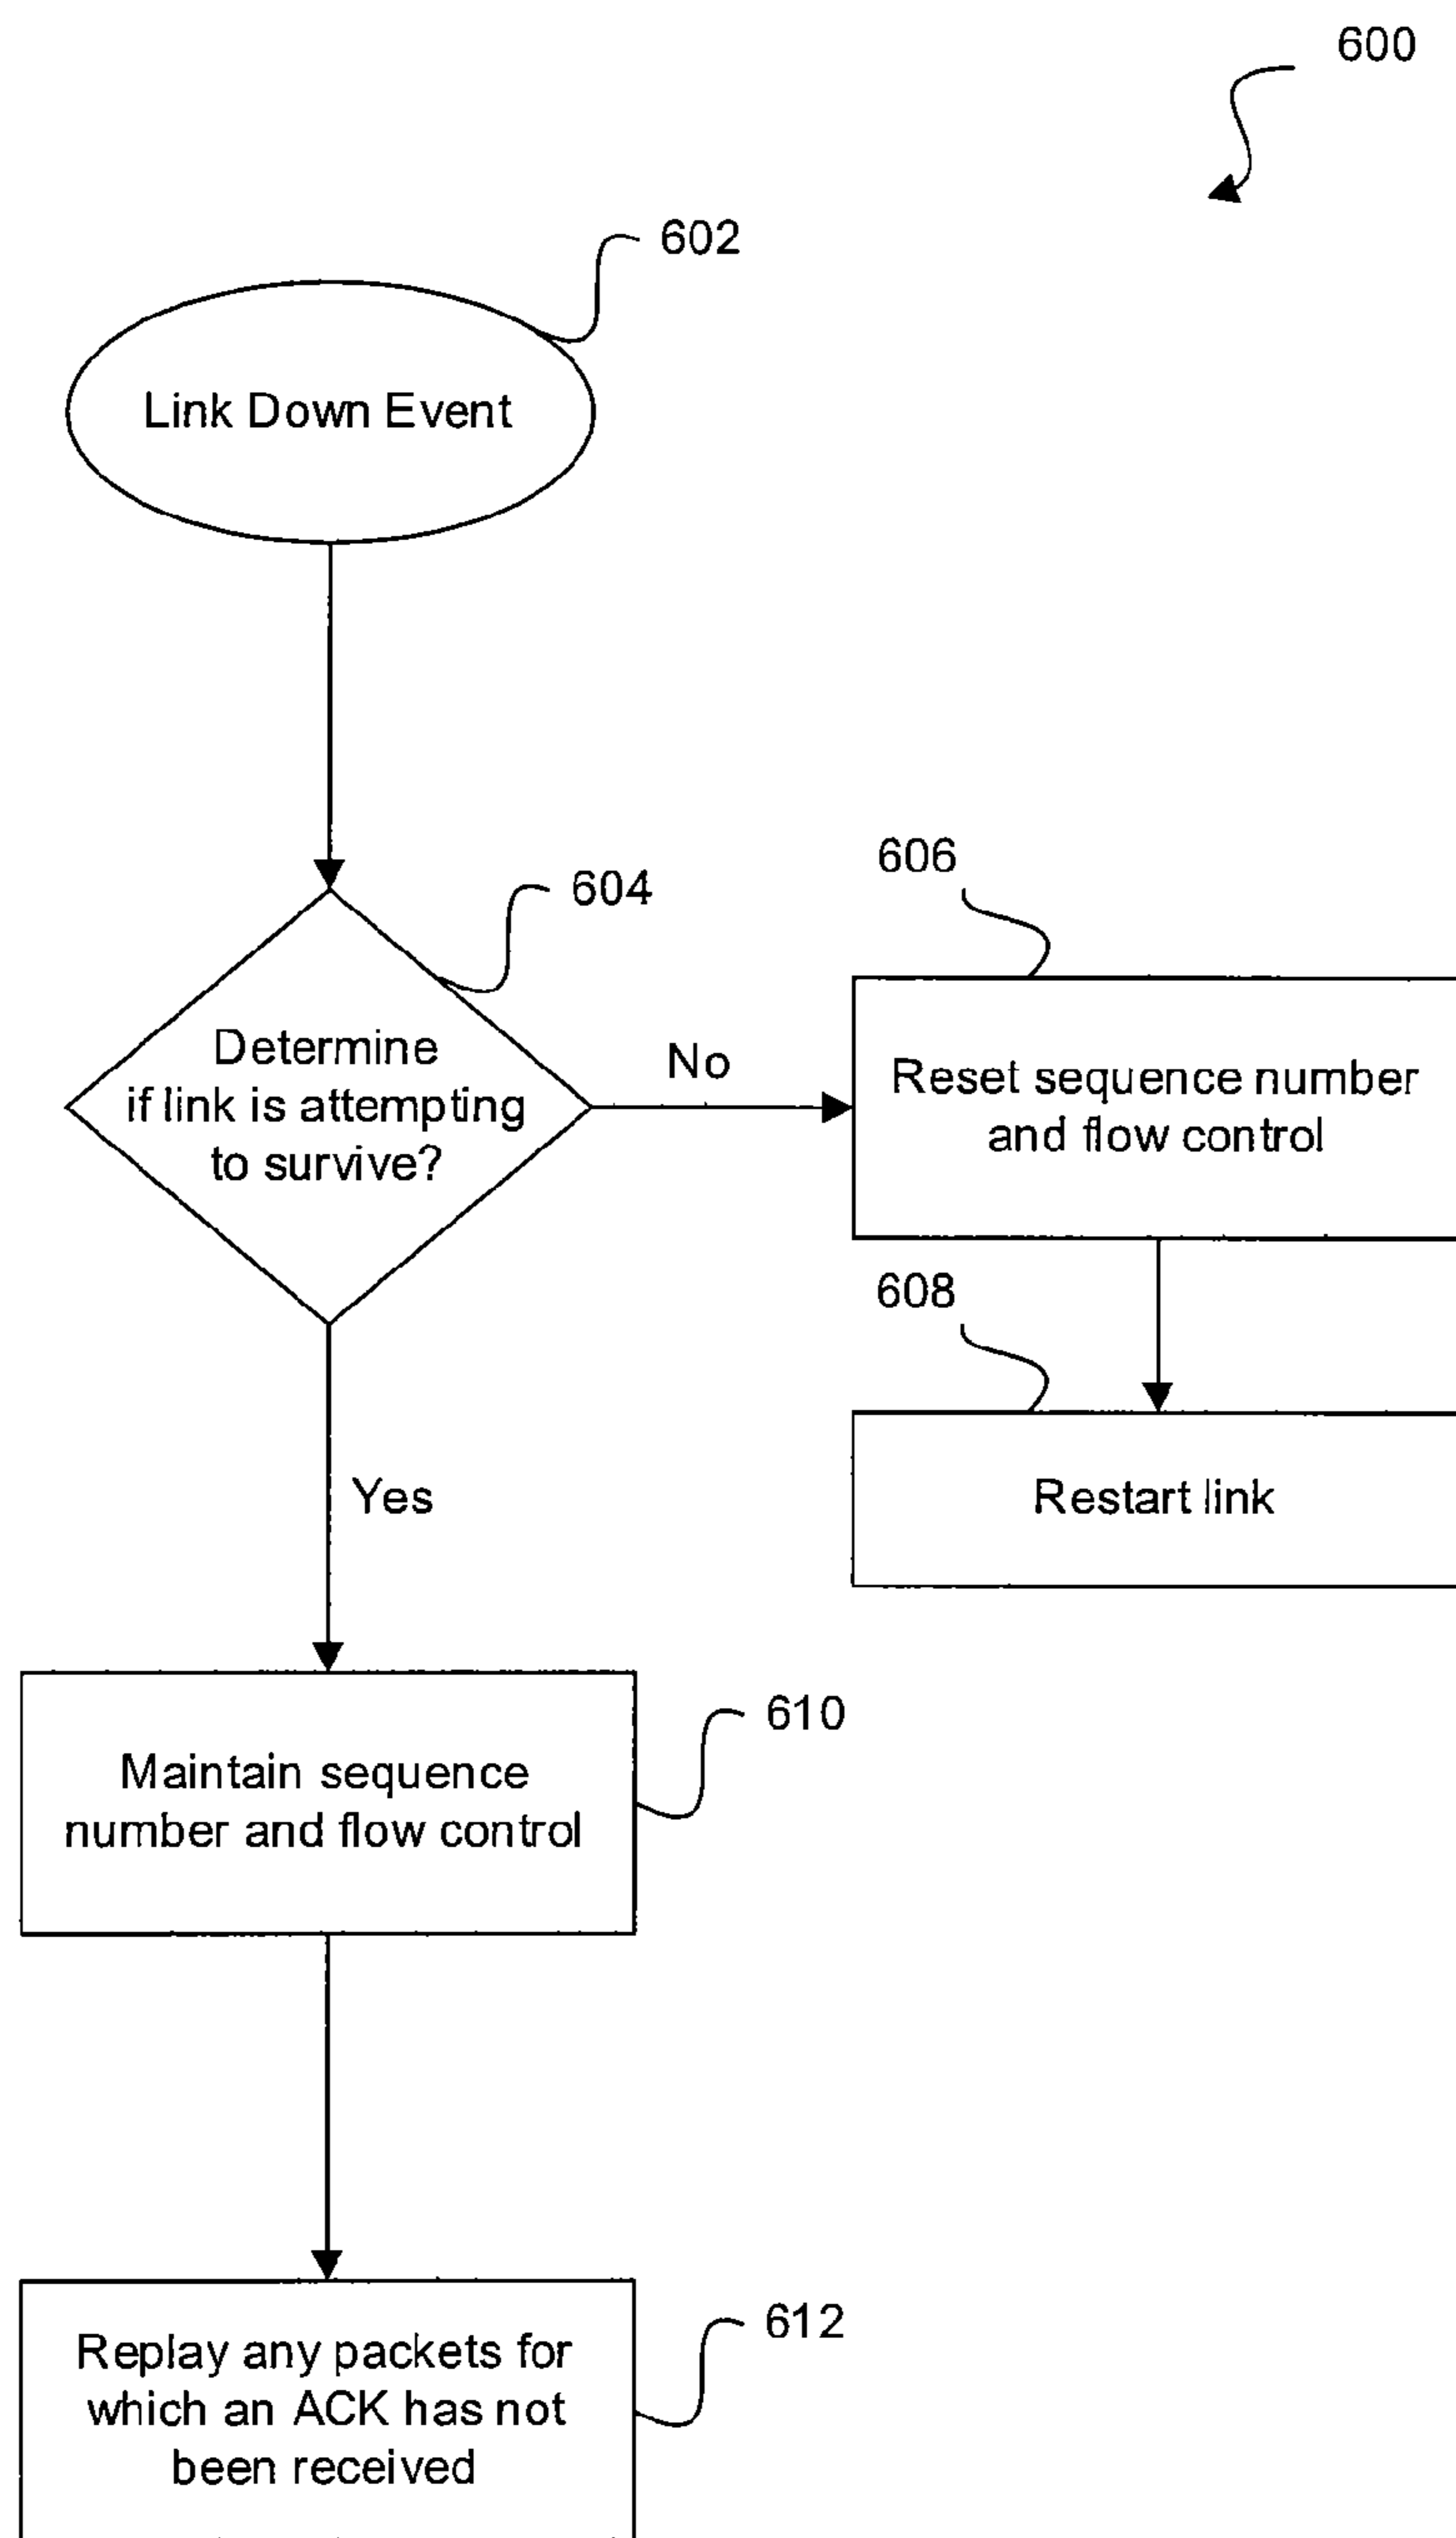 600
602
Link Down Event
604
Determine
if link is attempting
to survive?
No
606
Reset sequence number
and flow control
608
Restart link
Yes
610
Maintain sequence
number and flow control
612
Replay any packets for
which an ACK has not
been received